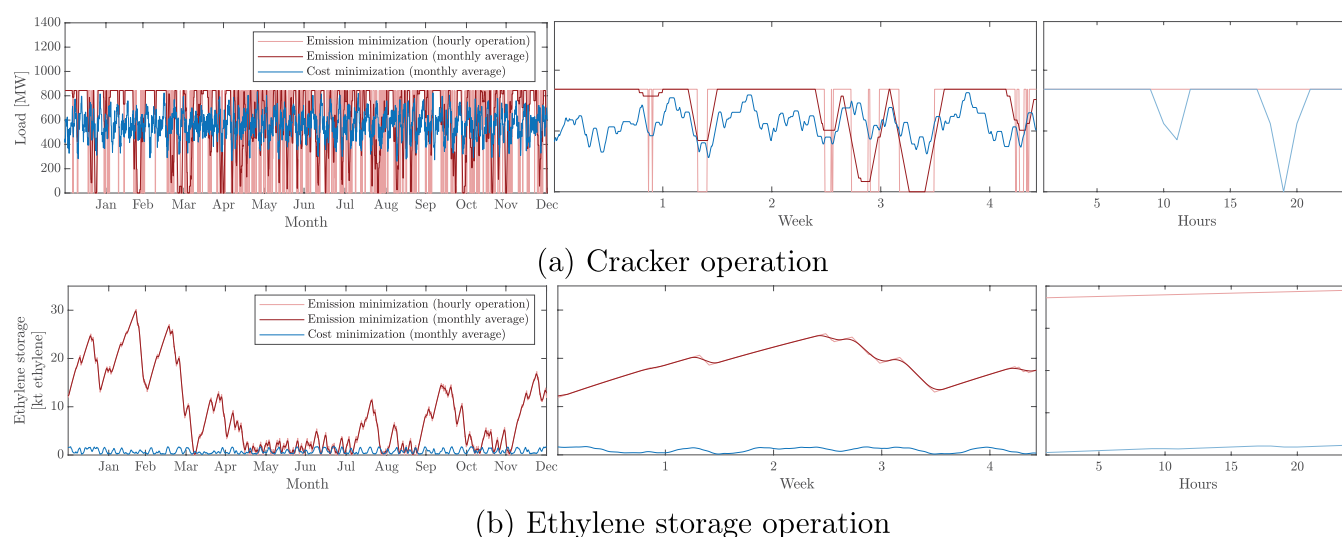 1400
1200
1000
800
600
400
200
0
Load [MW]
Emission minimization (hourly operation)
Emission minimization (monthly average)
Cost minimization (monthly average)
Jan Feb Mar Apr May Jun Jul Aug Sep Oct Nov Dec
Month
1 2 3 4
Week
5 10 15 20
Hours
(a) Cracker operation
30
20
10
0
Ethylene storage
[kt ethylene]
Emission minimization (hourly operation)
Emission minimization (monthly average)
Cost minimization (monthly average)
Jan Feb Mar Apr May Jun Jul Aug Sep Oct Nov Dec
Month
1 2 3 4
Week
5 10 15 20
Hours
(b) Ethylene storage operation